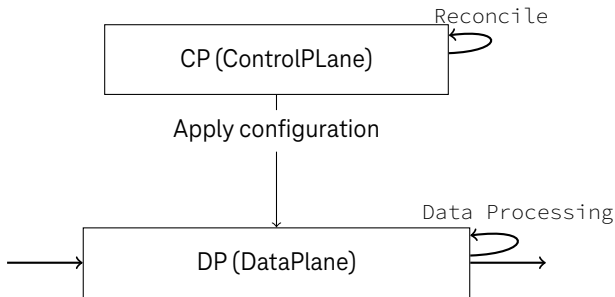 Reconcile
CP (ControlPLane)
Apply configuration
Data Processing
DP (DataPlane)